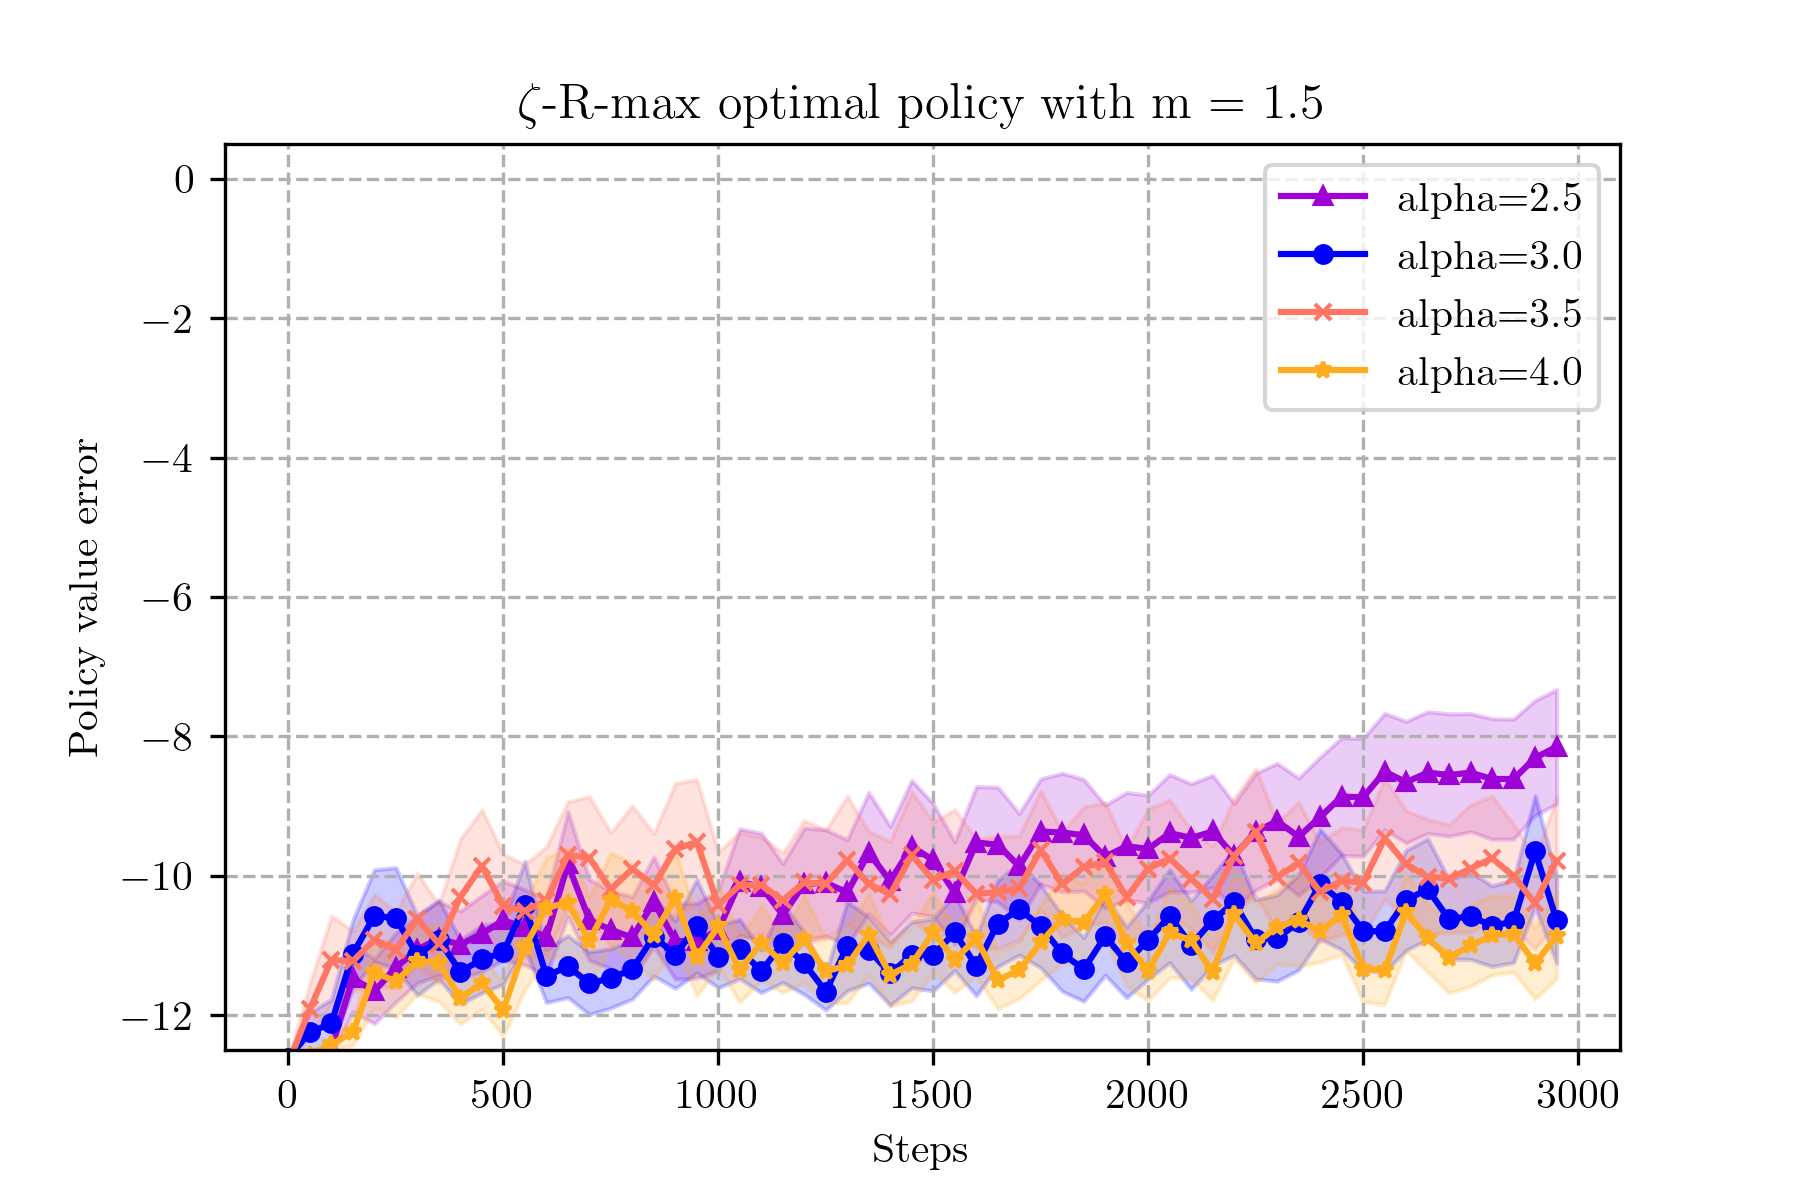 ζ-R-max optimal policy with m = 1.5
alpha=2.5
alpha=3.0
alpha=3.5
alpha=4.0
Policy value error
0
−2
−4
−6
−8
−10
−12
0 500 1000 1500 2000 2500 3000
Steps